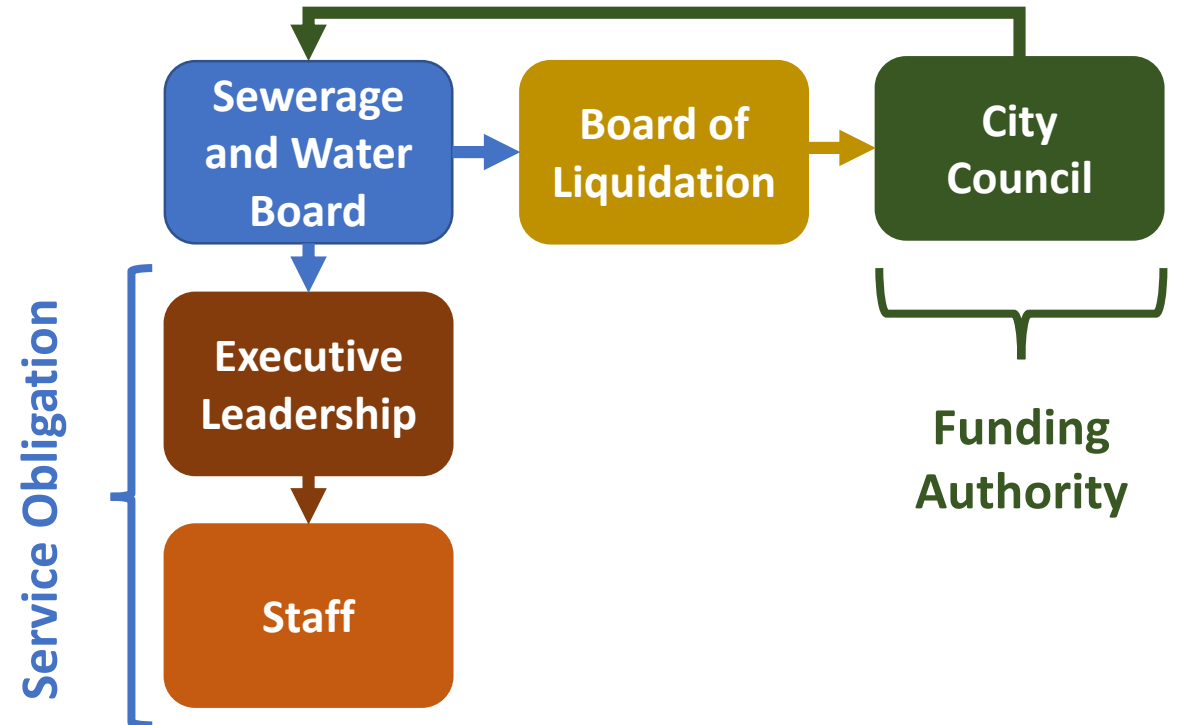 Sewerage
and Water
Board
Board of
Liquidation
City
Council
Executive
Leadership
Staff
Service Obligation
Funding
Authority